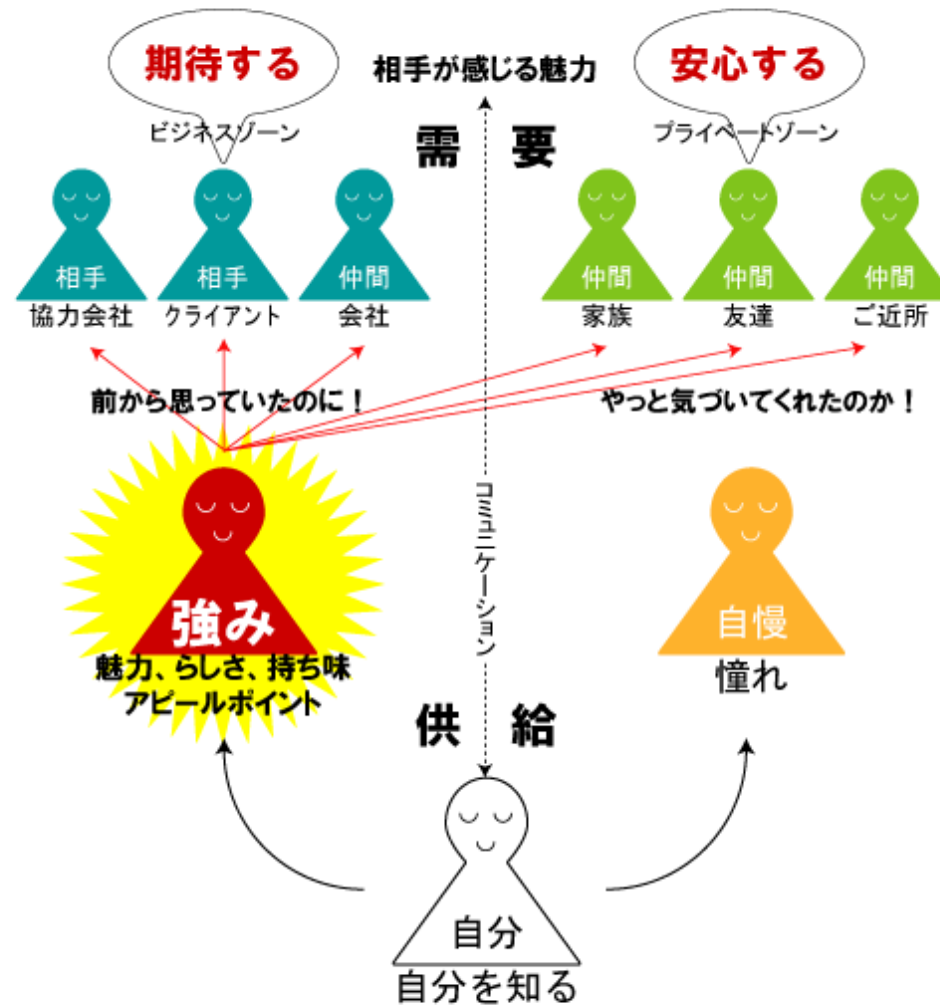 期待する
相手が感じる魅力
安心する
ビジネスゾーン
需要
プライベートゾーン
相手
相手
仲間
仲間
仲間
仲間
協力会社
クライアント
会社
家族
友達
ご近所
前から思っていたのに！
やっと気づいてくれたのか！
コミュニケーション
強み
魅力、らしさ、持ち味
アピールポイント
自慢
憧れ
供給
自分
自分を知る